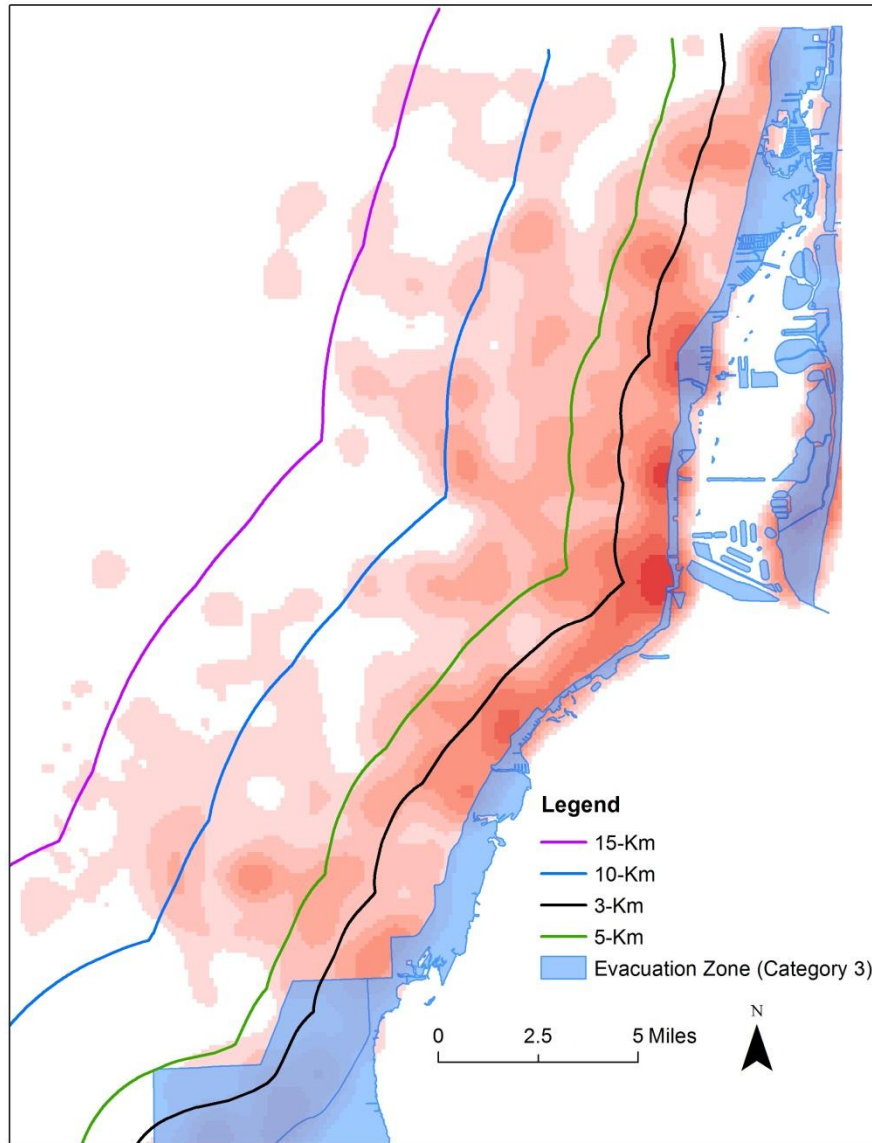 Legend
15-Km
10-Km
3-Km
5-Km
Evacuation Zone (Category 3)
0 2.5 5 Miles
N